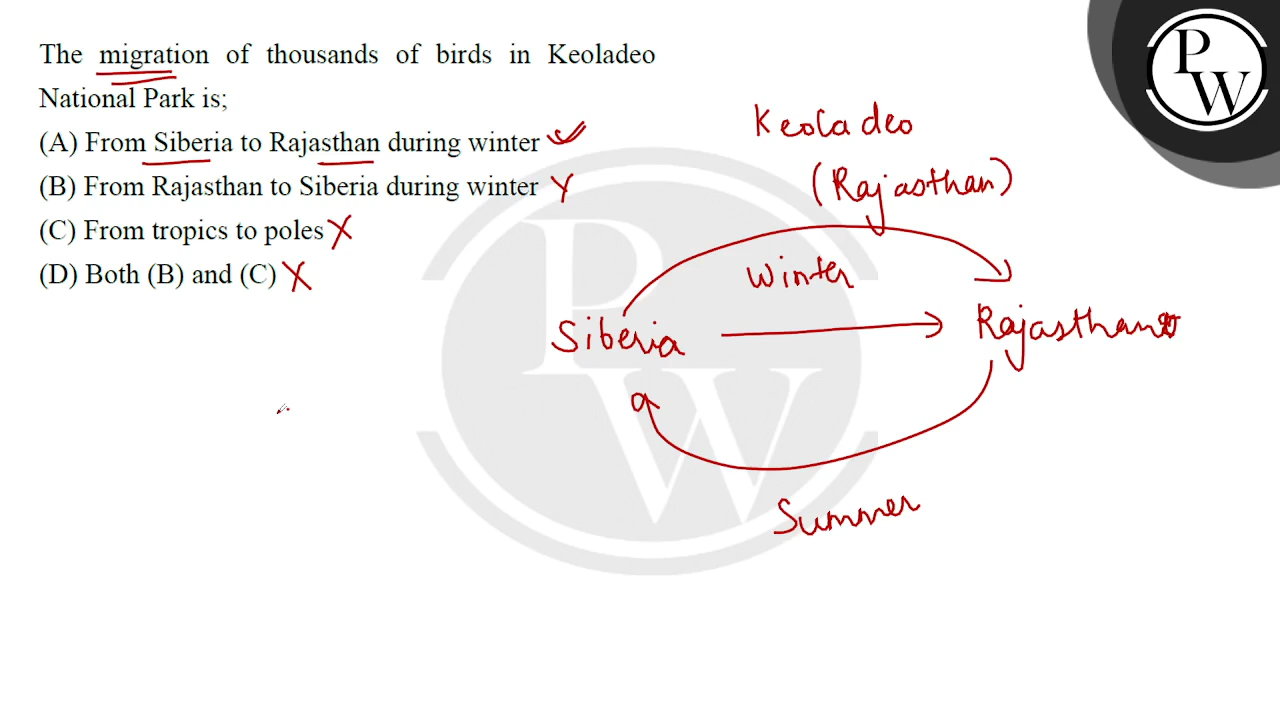 The migration of thousands of birds in Keoladeo
National Park is;
(A) From Siberia to Rajasthan during winter
(B) From Rajasthan to Siberia during winter
(C) From tropics to poles
(D) Both (B) and (C)
PW
Keoladeo
(Rajasthan)
Winter
Siberia
Rajasthan
Summer
PW